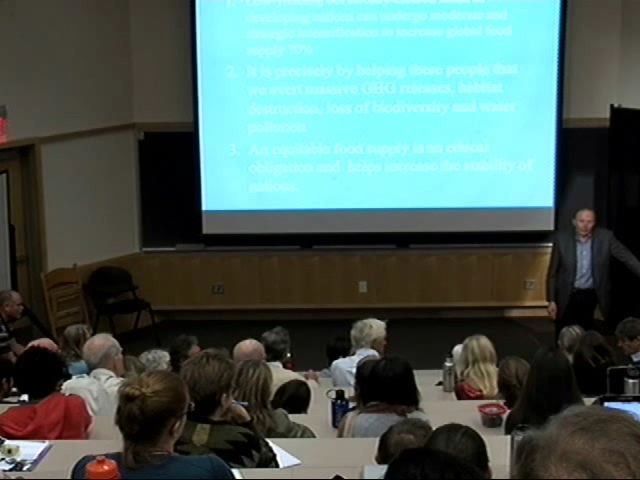 developing nations can undergo moderate and
strategic intensification to increase global food
supply 70%
2. It is precisely by helping these people that
we avert massive GHG releases, habitat
destruction, loss of biodiversity and water
pollution
3. An equitable food supply is an ethical
obligation and helps increase the stability of
nations.